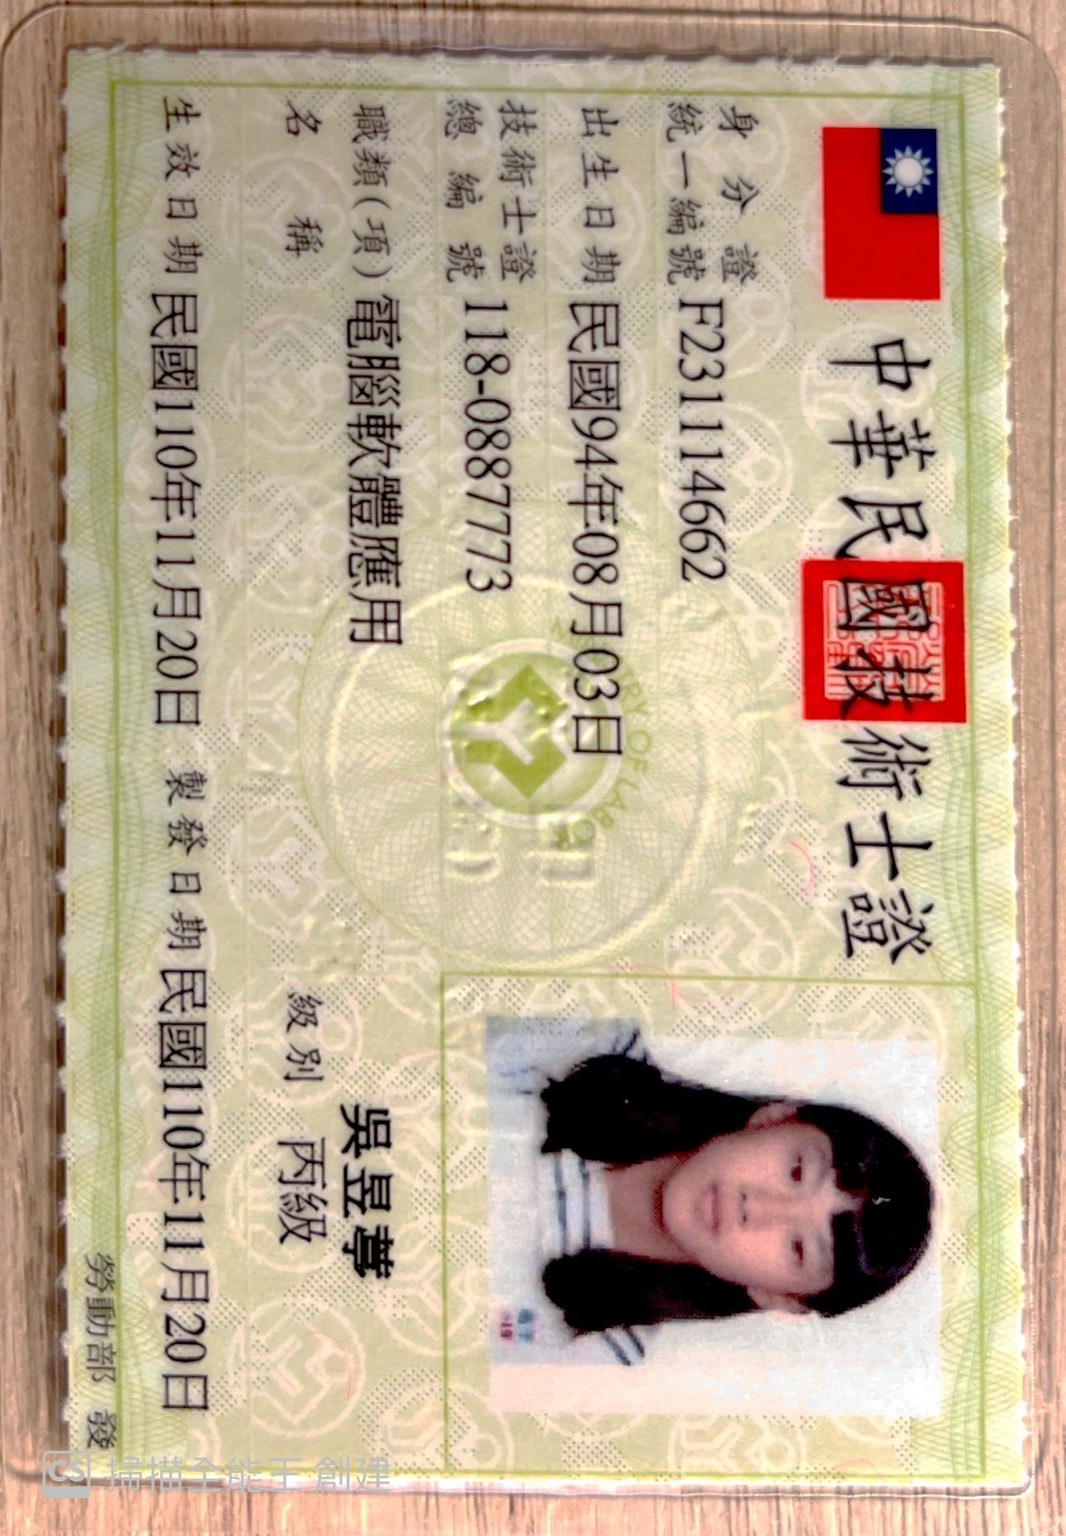 中華民國技術士證
身分證統一編號 F231114662
出生日期 民國94年08月03日
MINISTRY OF LABOR
技術士證總編號 118-0887773
職類(項)名稱 電腦軟體應用
吳昱葶
級別 丙級
生效日期 民國110年11月20日 製發日期 民國110年11月20日
勞動部 發
CS 掃描全能王 創建